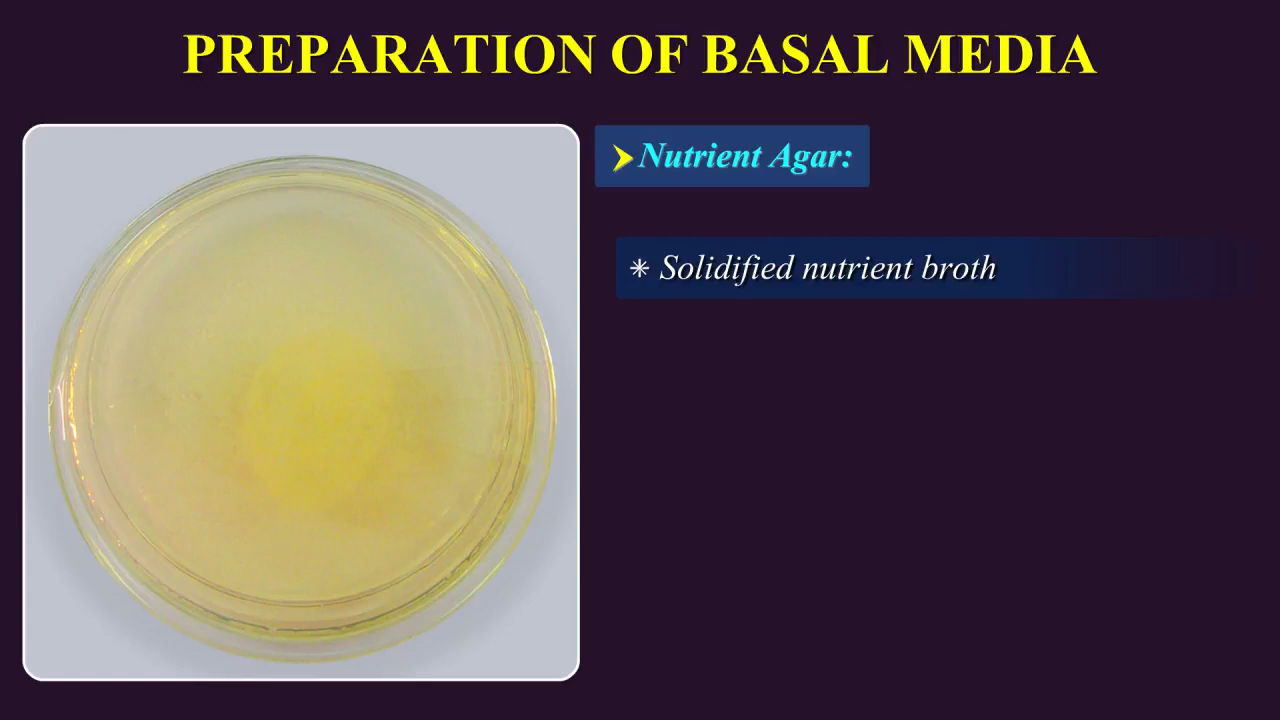 PREPARATION OF BASAL MEDIA
Nutrient Agar:
Solidified nutrient broth